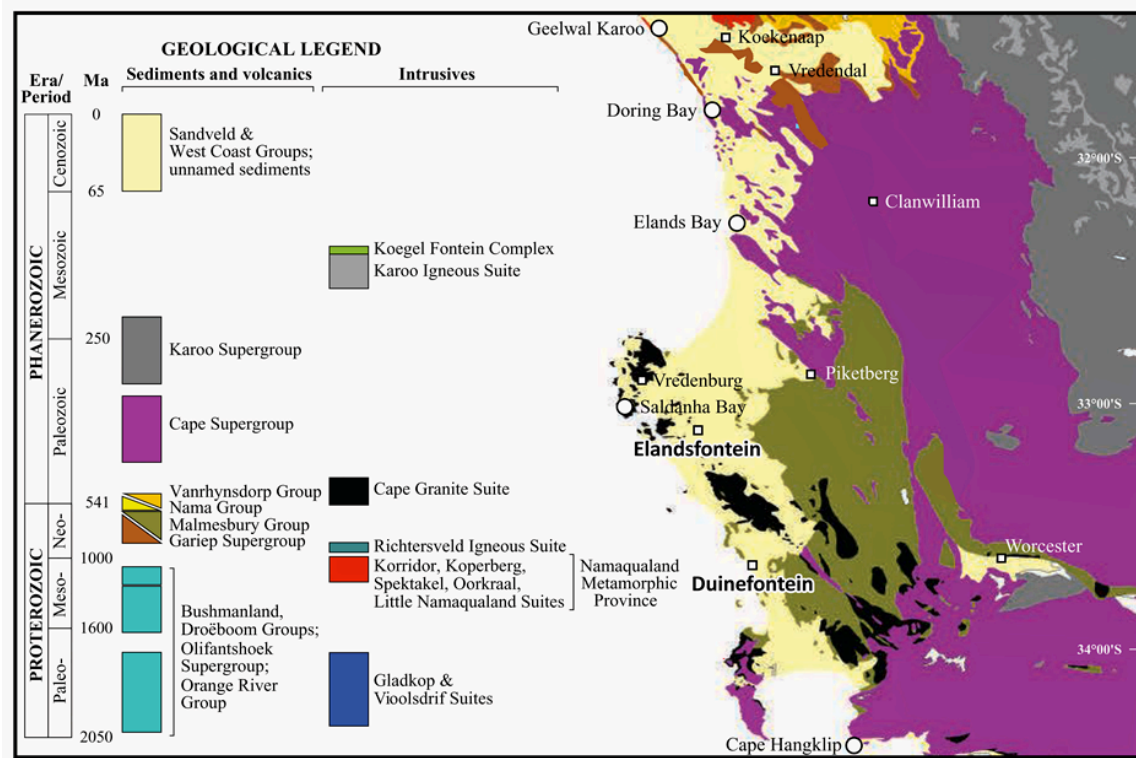 GEOLOGICAL LEGEND
Era/
Period
Ma
Sediments and volcanics
Intrusives
0
65
250
541
1000
1600
2050
PHANEROZOIC
PROTEROZOIC
Cenozoic
Mesozoic
Paleozoic
Neo-
Meso-
Paleo-
Sandveld &
West Coast Groups;
unnamed sediments
Karoo Supergroup
Cape Supergroup
Vanrhynsdorp Group
Nama Group
Malmesbury Group
Gariep Supergroup
Bushmanland,
Droëboom Groups;
Olifantshoek
Supergroup;
Orange River
Group
Koegel Fontein Complex
Karoo Igneous Suite
Cape Granite Suite
Richtersveld Igneous Suite
Korridor, Koperberg,
Spektakel, Oorkraal,
Little Namaqualand Suites
Namaqualand
Metamorphic
Province
Gladkop &
Vioolsdrif Suites
Geelwal Karoo
Koekenaap
Vredendal
Doring Bay
32°00'S
Clanwilliam
Elands Bay
Piketberg
Vredenburg
Saldanha Bay
33°00'S
Elandsfontein
Worcester
Duinefontein
34°00'S
Cape Hangklip